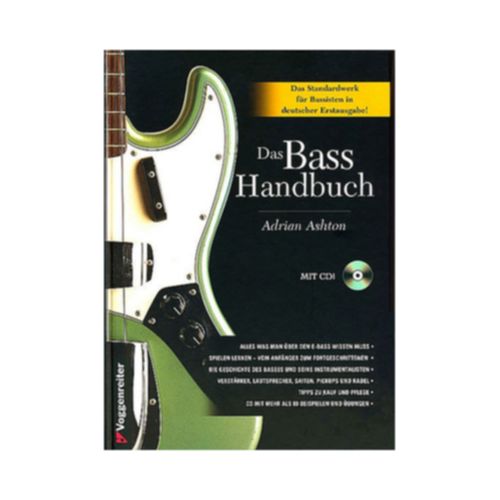 Das Standardwerk
für Bassisten in
deutscher Erstausgabe!
Das Bass
Handbuch
Adrian Ashton
MIT CD!
ALLES WAS MAN ÜBER DEN E-BASS WISSEN MUSS •
SPIELEN LERNEN – VOM ANFÄNGER ZUM FORTGESCHRITTENEN •
DIE GESCHICHTE DES BASSES UND SEINE INSTRUMENTALISTEN •
VERSTÄRKER, LAUTSPRECHER, SAITEN, PICKUPS UND KABEL •
TIPPS ZU KAUF UND PFLEGE •
CD MIT MEHR ALS 80 BEISPIELEN UND ÜBUNGEN •
Voggenreiter